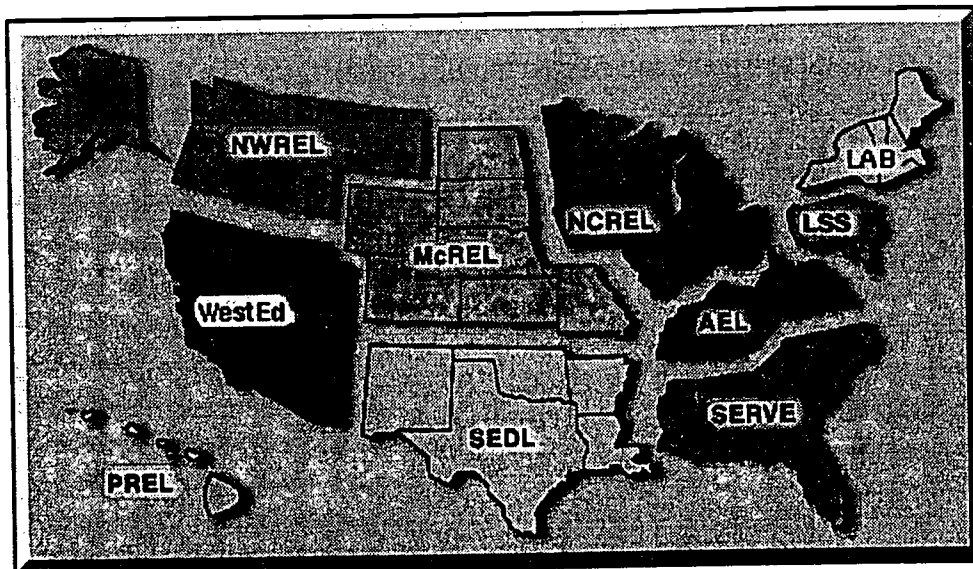 NWREL
LAB
NCREL
LSS
McREL
WestEd
AEL
SERVE
SEDL
PREL